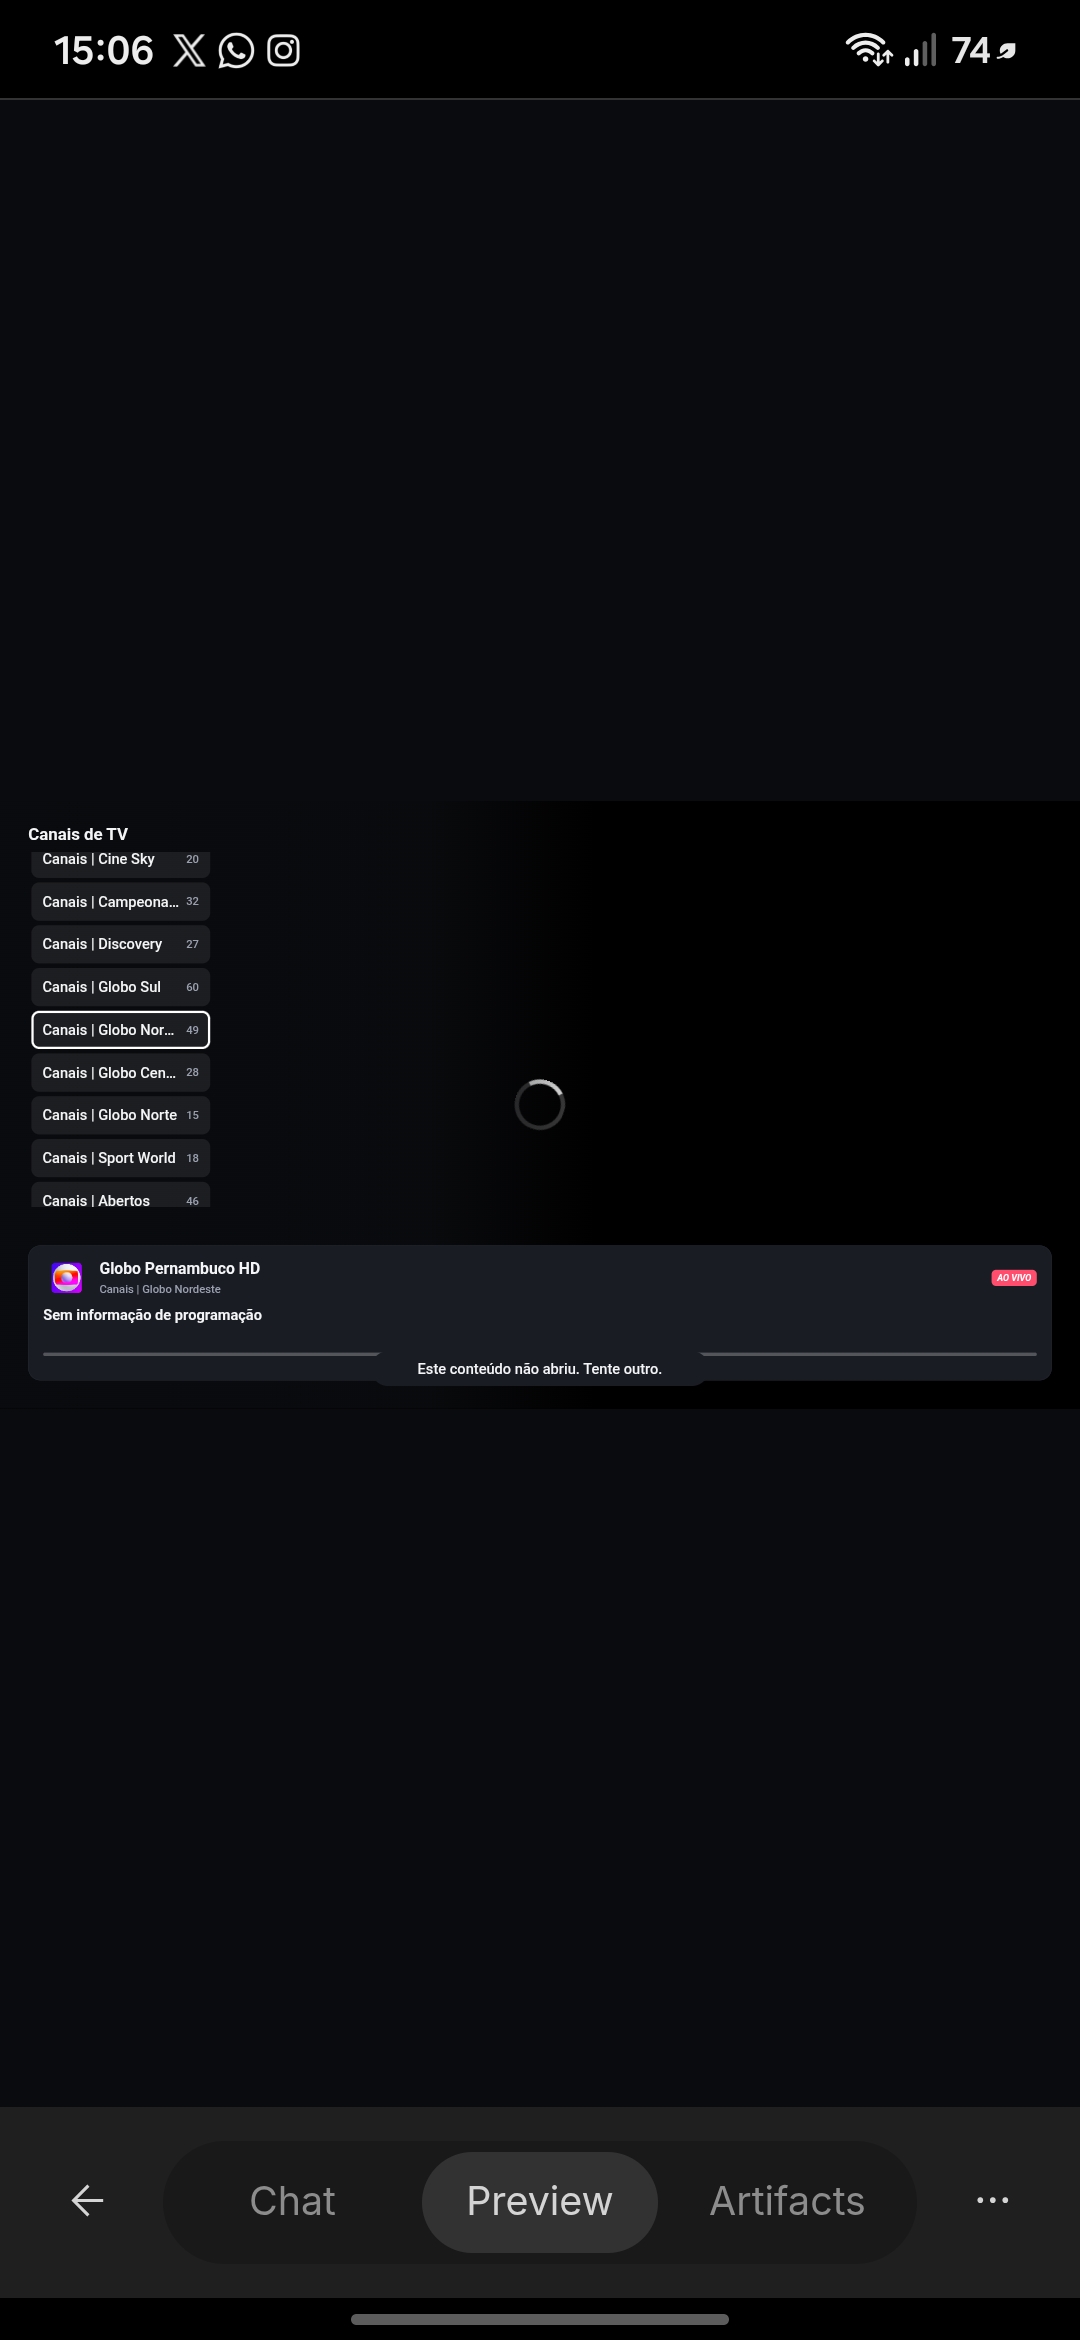 15:06
74
Canais de TV
Canais | Cine Sky 20
Canais | Campeona... 32
Canais | Discovery 27
Canais | Globo Sul 60
Canais | Globo Nor... 49
Canais | Globo Cen... 28
Canais | Globo Norte 15
Canais | Sport World 18
Canais | Abertos 46
Globo Pernambuco HD
Canais | Globo Nordeste
AO VIVO
Sem informação de programação
Este conteúdo não abriu. Tente outro.
Chat Preview Artifacts